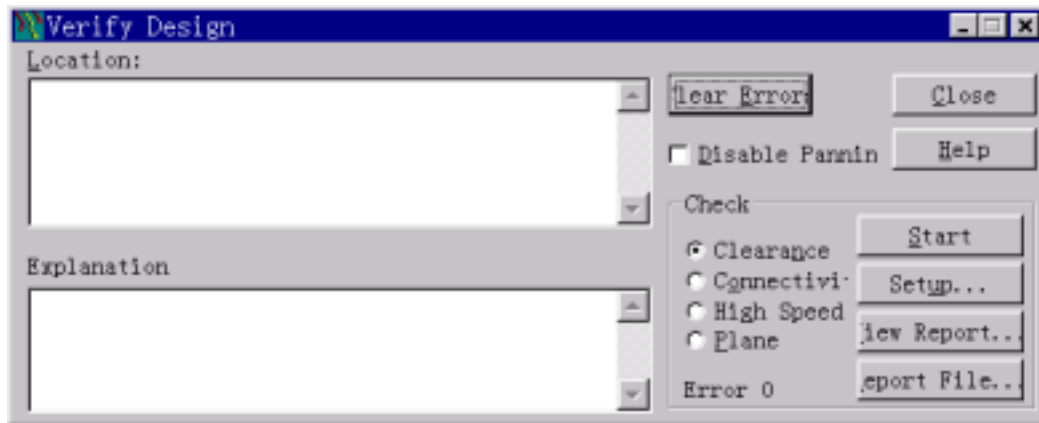 Verify Design
Location:
lear Error
Close
Disable Pannin
Help
Check
Clearance
Start
Explanation
Connectivi
Setup...
High Speed
iew Report...
Plane
Error 0
eport File...